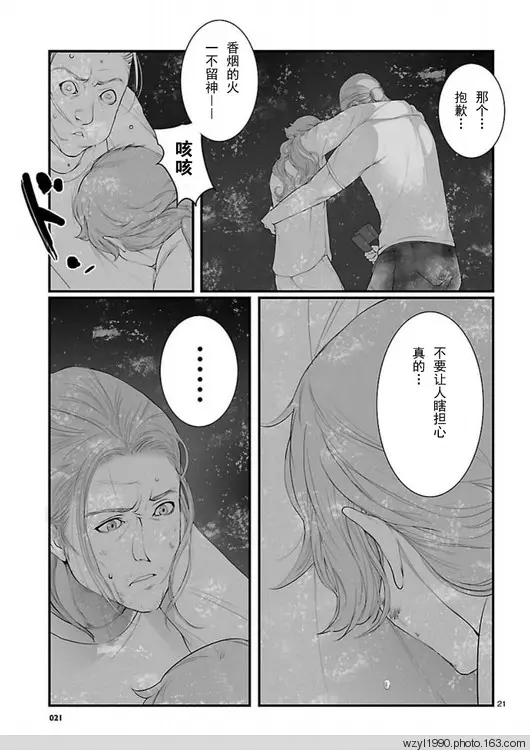 那个…
抱歉…
香烟的火
一不留神——
咳咳
ド
不要让人瞎担心
真的…
……
21
021
wzyl1990.photo.163.com